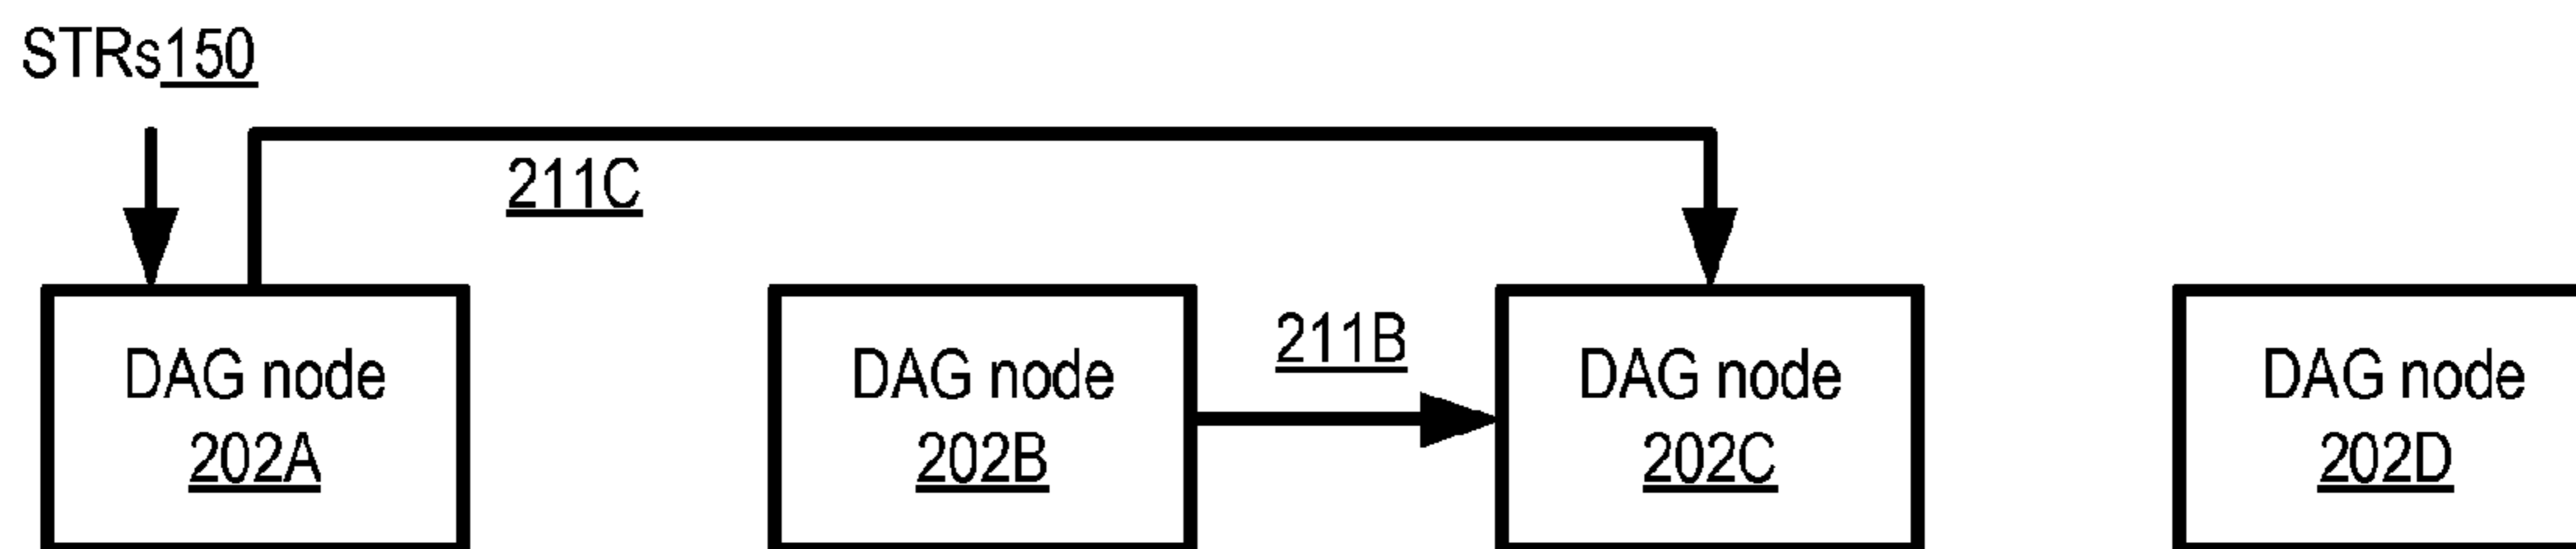 STRs150
211C
211B
DAG node
202A
DAG node
202B
DAG node
202C
DAG node
202D